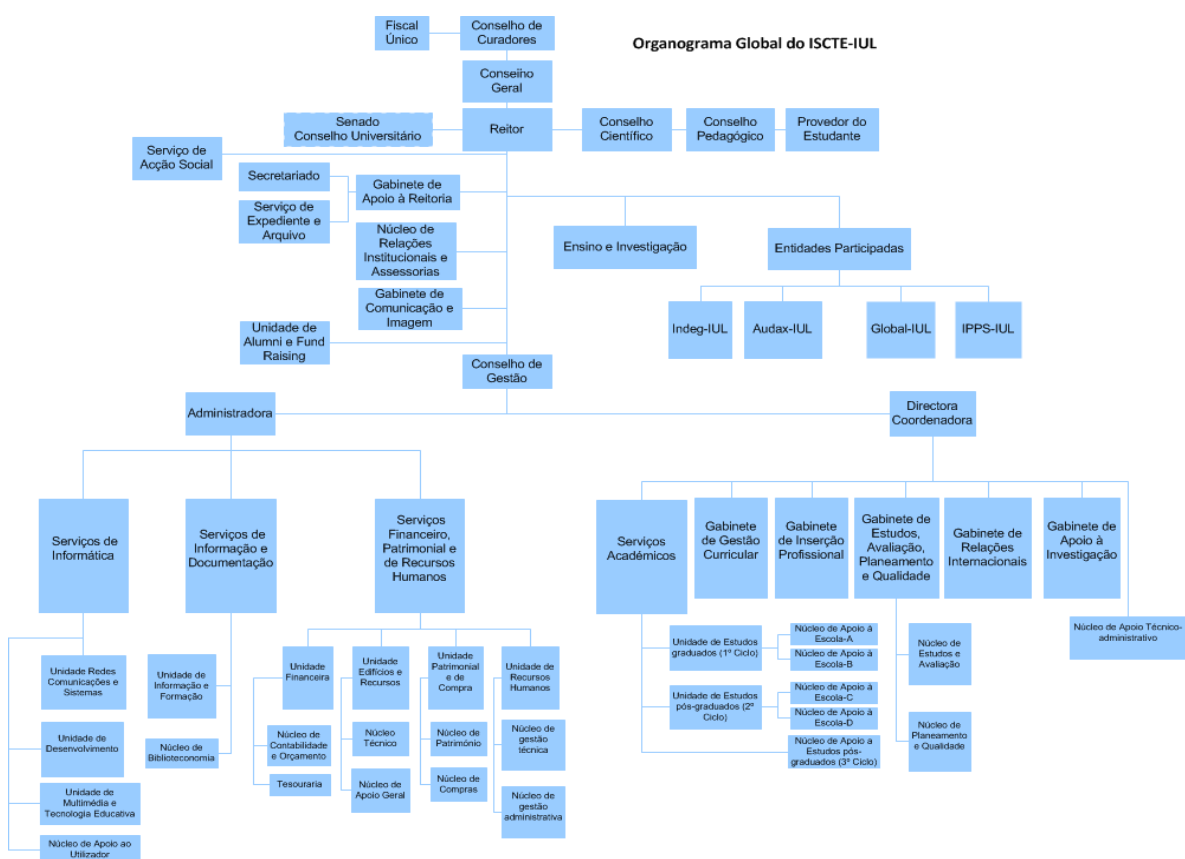 Fiscal
Único
Conselho de
Curadores
Organograma Global do ISCTE-IUL
Conselho
Geral
Senado
Conselho Universitário
Reitor
Conselho
Científico
Conselho
Pedagógico
Provedor do
Estudante
Serviço de
Acção Social
Secretariado
Serviço de
Expediente e
Arquivo
Gabinete de
Apoio à Reitoria
Núcleo de
Relações
Institucionais e
Assessorias
Gabinete de
Comunicação e
Imagem
Unidade de
Alumni e Fund
Raising
Ensino e Investigação
Entidades Participadas
Indeg-IUL
Audax-IUL
Global-IUL
IPPS-IUL
Conselho de
Gestão
Administradora
Directora
Coordenadora
Serviços de
Informática
Serviços de
Informação e
Documentação
Serviços
Financeiro,
Patrimonial e
de Recursos
Humanos
Serviços
Académicos
Gabinete
de Gestão
Curricular
Gabinete
de Inserção
Profissional
Gabinete de
Estudos,
Avaliação,
Planeamento
e Qualidade
Gabinete
de
Relações
Internacionais
Gabinete de
Apoio à
Investigação
Núcleo de Apoio Técnico-
administrativo
Unidade Redes
Comunicações e
Sistemas
Unidade de
Desenvolvimento
Unidade de
Multimédia e
Tecnologia Educativa
Núcleo de Apoio ao
Utilizador
Unidade de
Informação e
Formação
Núcleo de
Biblioteconomia
Unidade
Financeira
Núcleo de
Contabilidade
e Orçamento
Tesouraria
Unidade
Edifícios e
Recursos
Núcleo
Técnico
Núcleo de
Apoio Geral
Unidade
Patrimonial
e de
Compra
Núcleo de
Património
Núcleo de
Compras
Unidade de
Recursos
Humanos
Núcleo de
gestão
técnica
Núcleo de
gestão
administrativa
Unidade de Estudos
graduados (1º Ciclo)
Núcleo de Apoio á
Escola-A
Núcleo de Apoio à
Escola-B
Unidade de Estudos
pós-graduados (2º
Ciclo)
Núcleo de Apoio à
Escola-C
Núcleo de Apoio à
Escola-D
Núcleo de Apoio a
Estudos pós-
graduados (3º Ciclo)
Núcleo de
Estudos e
Avaliação
Núcleo de
Planeamento
e Qualidade